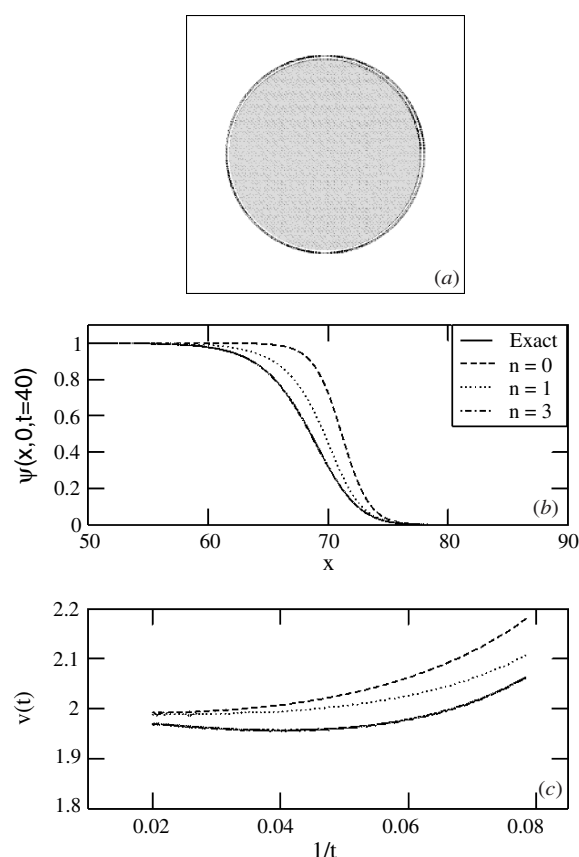 (a)
ψ(x,0,t=40)
1
0.8
0.6
0.4
0.2
0
Exact
n = 0
n = 1
n = 3
(b)
50 60 70 80 90
x
v(t)
2.2
2.1
2
1.9
1.8
(c)
0.02 0.04 0.06 0.08
1/t